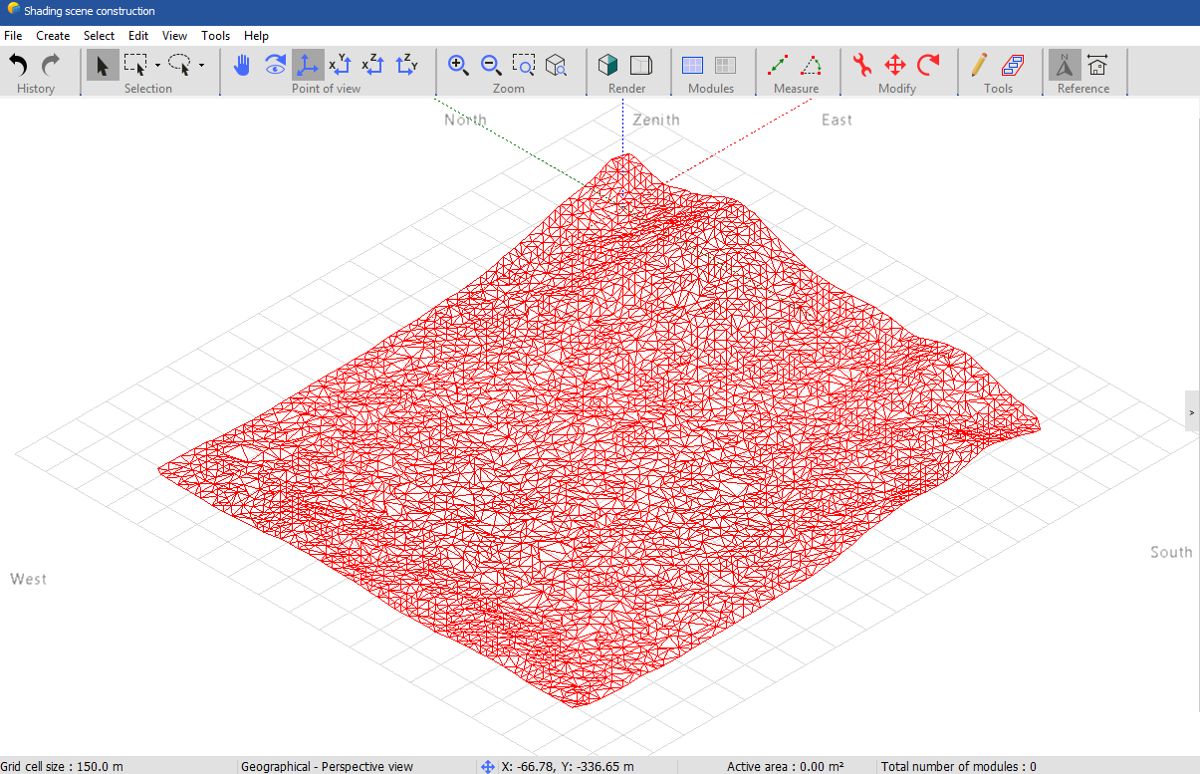 Shading scene construction
File Create Select Edit View Tools Help
X Y X Z Z Y N
History Selection Point of view Zoom Render Modules Measure Modify Tools Reference
North Zenith East
>
South
West
Grid cell size : 150.0 m Geographical - Perspective view X: -66.78, Y: -336.65 m Active area : 0.00 m² Total number of modules : 0